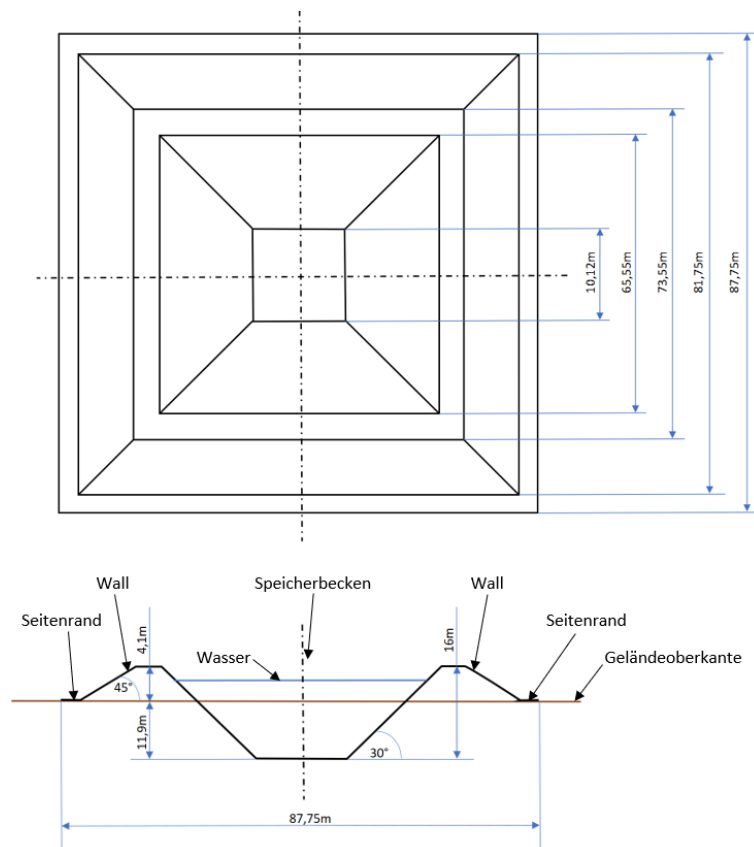 10,12m
65,55m
73,55m
81,75m
87,75m
Wall
Speicherbecken
Wall
Seitenrand
4,1m
Wasser
16m
Seitenrand
Geländeoberkante
45°
11,9m
30°
87,75m